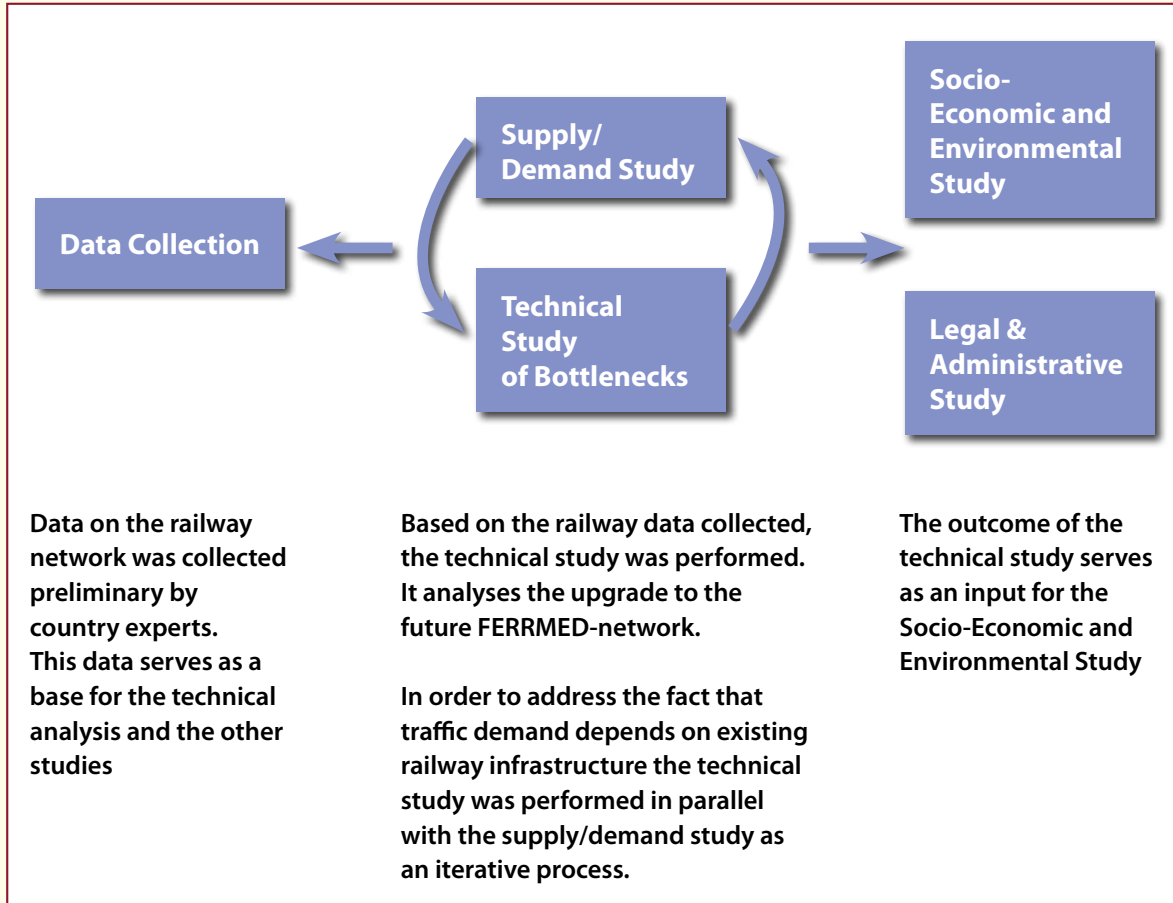 Data Collection
Supply/
Demand Study
Technical
Study
of Bottlenecks
Socio-
Economic and
Environmental
Study
Legal &
Administrative
Study
Data on the railway
network was collected
preliminary by
country experts.
This data serves as a
base for the technical
analysis and the other
studies
Based on the railway data collected,
the technical study was performed.
It analyses the upgrade to the
future FERRMED-network.
In order to address the fact that
traffic demand depends on existing
railway infrastructure the technical
study was performed in parallel
with the supply/demand study as
an iterative process.
The outcome of the
technical study serves
as an input for the
Socio-Economic and
Environmental Study